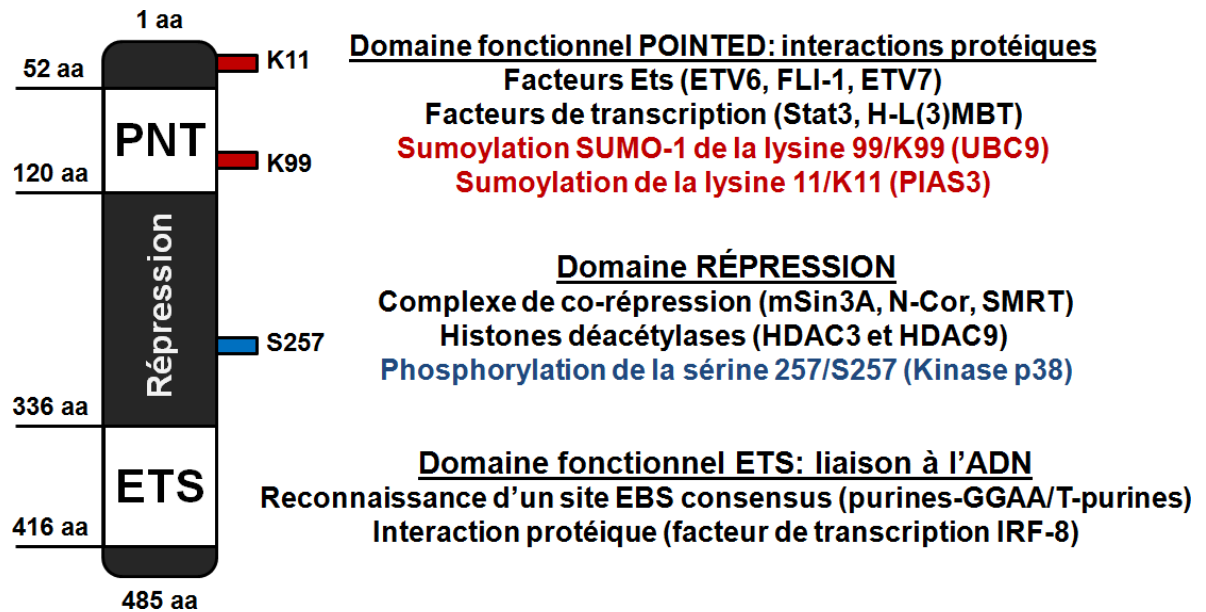 1 aa
52 aa
K11
PNT
K99
120 aa
Répression
S257
336 aa
ETS
416 aa
485 aa
Domaine fonctionnel POINTED: interactions protéiques
Facteurs Ets (ETV6, FLI-1, ETV7)
Facteurs de transcription (Stat3, H-L(3)MBT)
Sumoylation SUMO-1 de la lysine 99/K99 (UBC9)
Sumoylation de la lysine 11/K11 (PIAS3)
Domaine RÉPRESSION
Complexe de co-répression (mSin3A, N-Cor, SMRT)
Histones déacétylases (HDAC3 et HDAC9)
Phosphorylation de la sérine 257/S257 (Kinase p38)
Domaine fonctionnel ETS: liaison à l’ADN
Reconnaissance d’un site EBS consensus (purines-GGAA/T-purines)
Interaction protéique (facteur de transcription IRF-8)